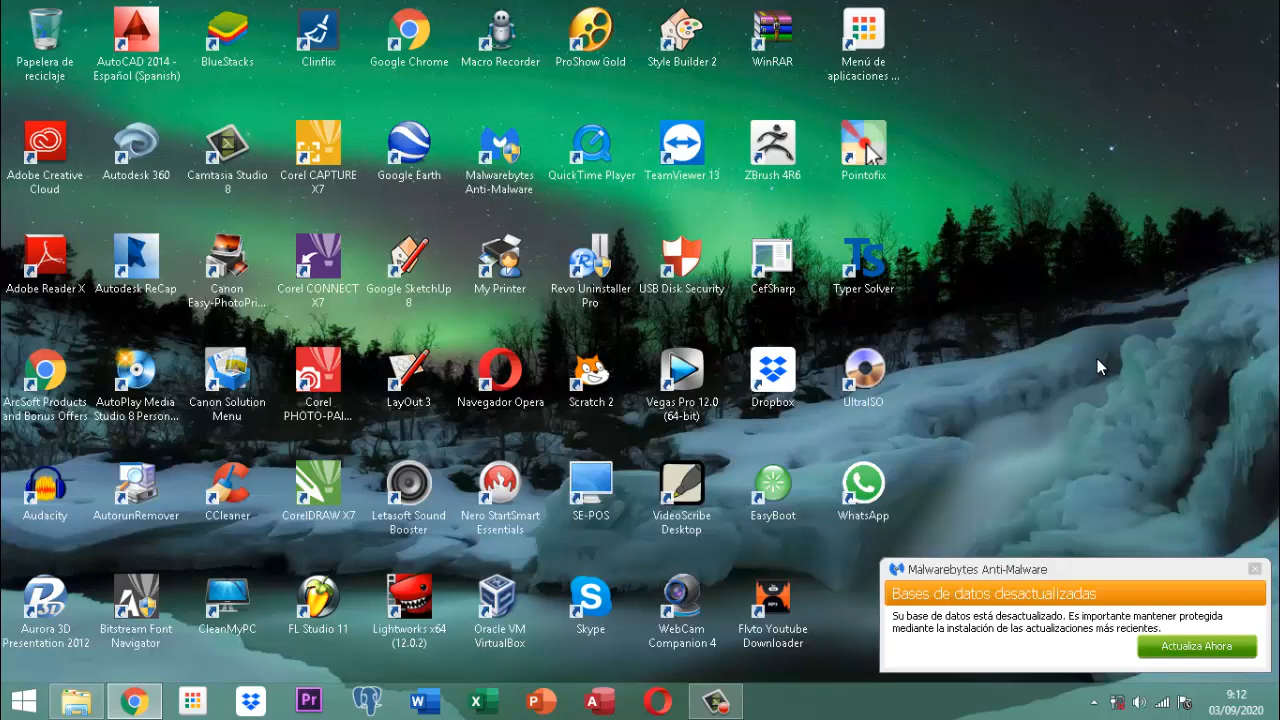 Papelera de
reciclaje
AutoCAD 2014 -
Español (Spanish)
BlueStacks
Clinflix
Google Chrome
Macro Recorder
ProShow Gold
Style Builder 2
WinRAR
Menú de
aplicaciones ...
Adobe Creative
Cloud
Autodesk 360
Camtasia Studio
8
Corel CAPTURE
X7
Google Earth
Malwarebytes
Anti-Malware
QuickTime Player
TeamViewer 13
ZBrush 4R6
Pointofix
Adobe Reader X
Autodesk ReCap
Canon
Easy-PhotoPri...
Corel CONNECT
X7
Google SketchUp
8
My Printer
Revo Uninstaller
Pro
USB Disk Security
CefSharp
Ts
Typer Solver
ArcSoft Products
and Bonus Offers
AutoPlay Media
Studio 8 Person...
Canon Solution
Menu
Corel
PHOTO-PAI...
LayOut 3
Navegador Opera
Scratch 2
Vegas Pro 12.0
(64-bit)
Dropbox
UltraISO
Audacity
AutorunRemover
CCleaner
CorelDRAW X7
Letasoft Sound
Booster
Nero StartSmart
Essentials
SE-POS
VideoScribe
Desktop
EasyBoot
WhatsApp
Aurora 3D
Presentation 2012
Bitstream Font
Navigator
CleanMyPC
FL Studio 11
Lightworks x64
(12.0.2)
Oracle VM
VirtualBox
Skype
WebCam
Companion 4
Flvto Youtube
Downloader
Malwarebytes Anti-Malware
Bases de datos desactualizadas
Su base de datos está desactualizado. Es importante mantener protegida
mediante la instalación de las actualizaciones más recientes.
Actualiza Ahora
Pr
9:12
03/09/2020